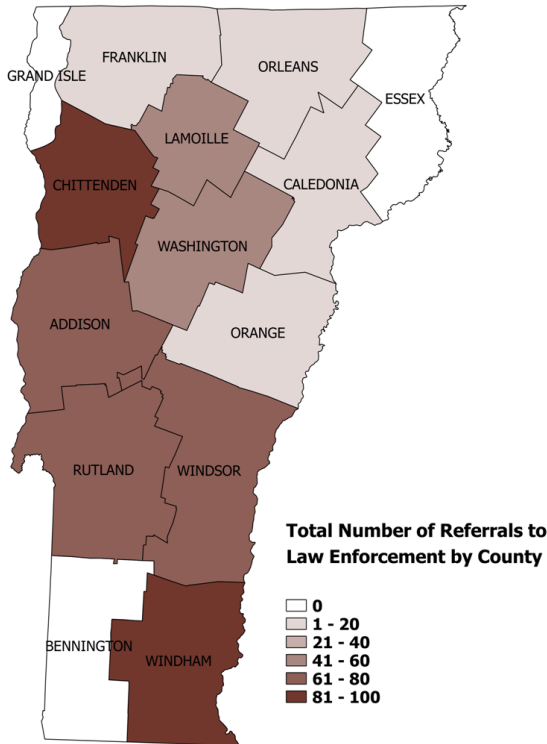 FRANKLIN
ORLEANS
GRAND ISLE
ESSEX
LAMOILLE
CHITTENDEN
CALEDONIA
WASHINGTON
ADDISON
ORANGE
RUTLAND
WINDSOR
Total Number of Referrals to
Law Enforcement by County
0
1 - 20
21 - 40
41 - 60
61 - 80
81 - 100
BENNINGTON
WINDHAM